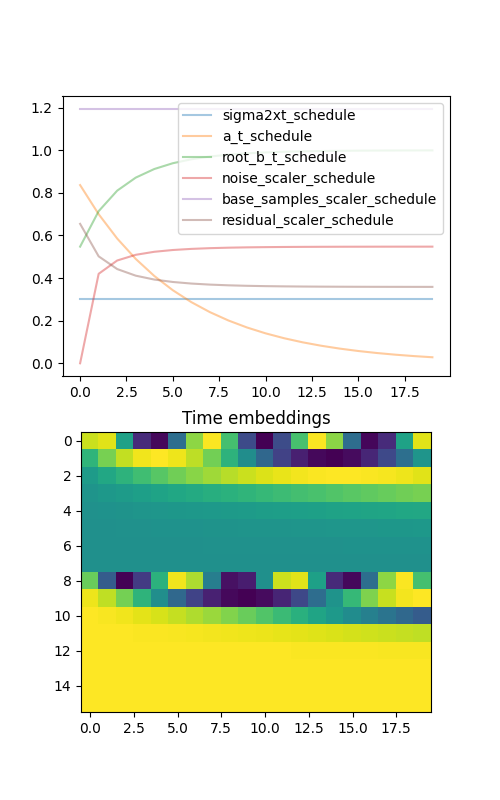 1.2
1.0
0.8
0.6
0.4
0.2
0.0
sigma2xt_schedule
a_t_schedule
root_b_t_schedule
noise_scaler_schedule
base_samples_scaler_schedule
residual_scaler_schedule
0.0 2.5 5.0 7.5 10.0 12.5 15.0 17.5
Time embeddings
0
2
4
6
8
10
12
14
0.0 2.5 5.0 7.5 10.0 12.5 15.0 17.5